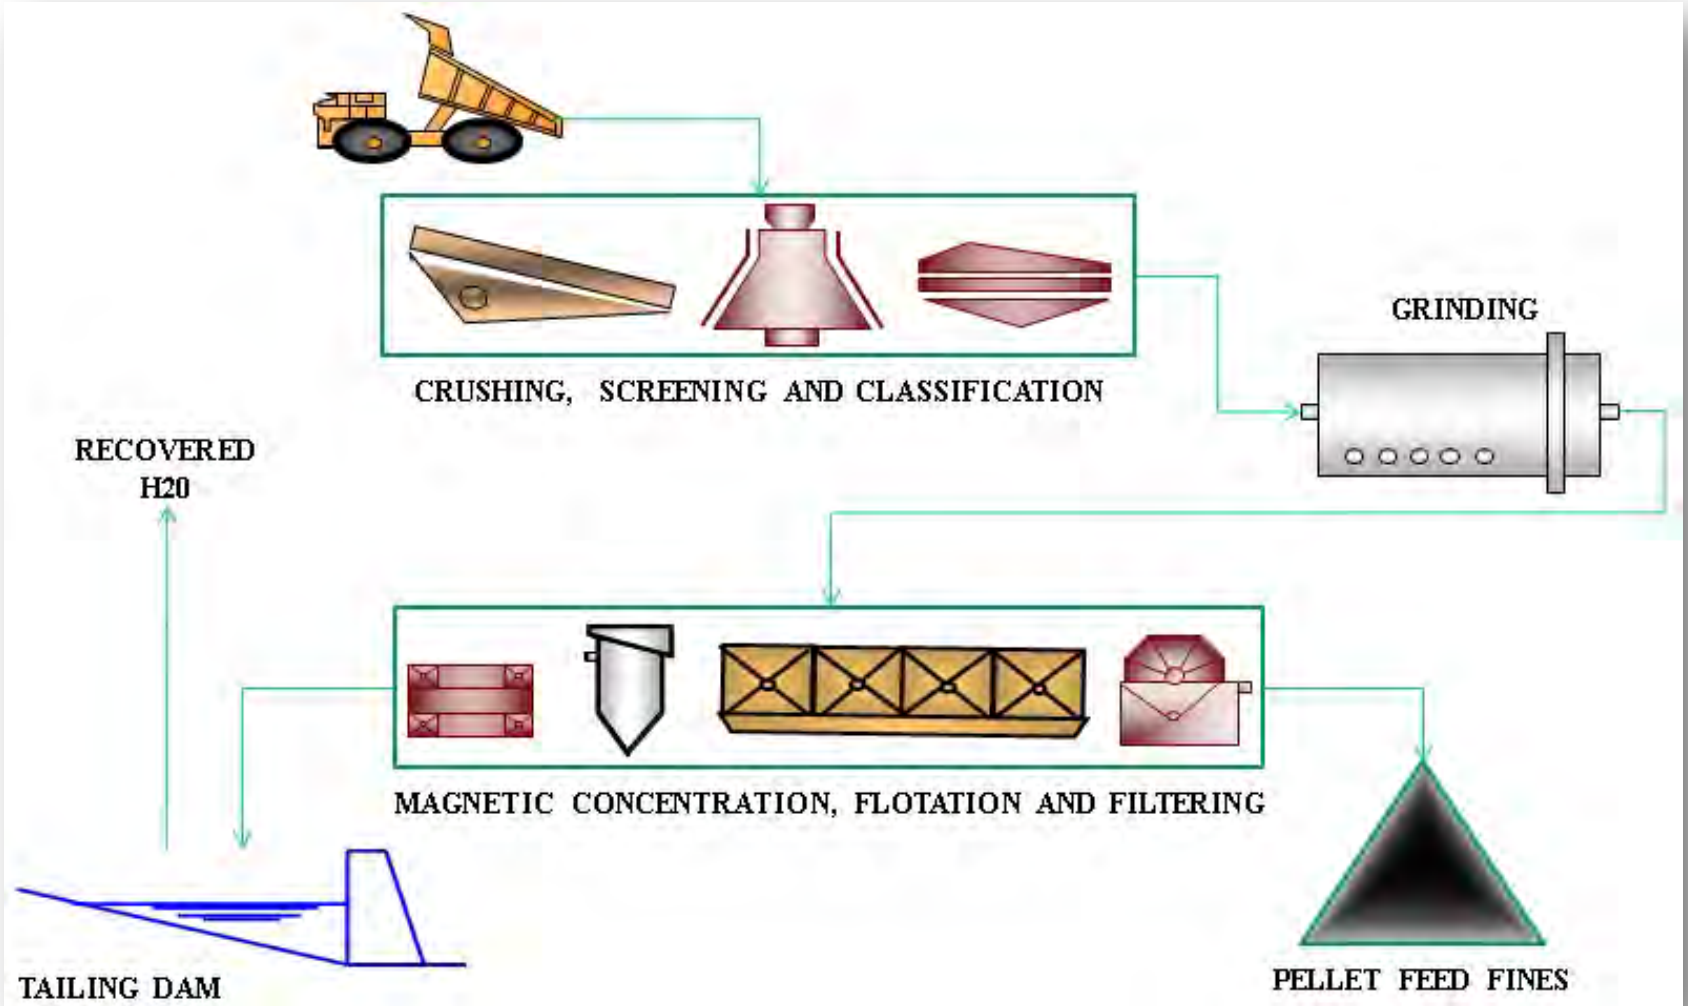 GRINDING
CRUSHING, SCREENING AND CLASSIFICATION
RECOVERED
H20
MAGNETIC CONCENTRATION, FLOTATION AND FILTERING
PELLET FEED FINES
TAILING DAM